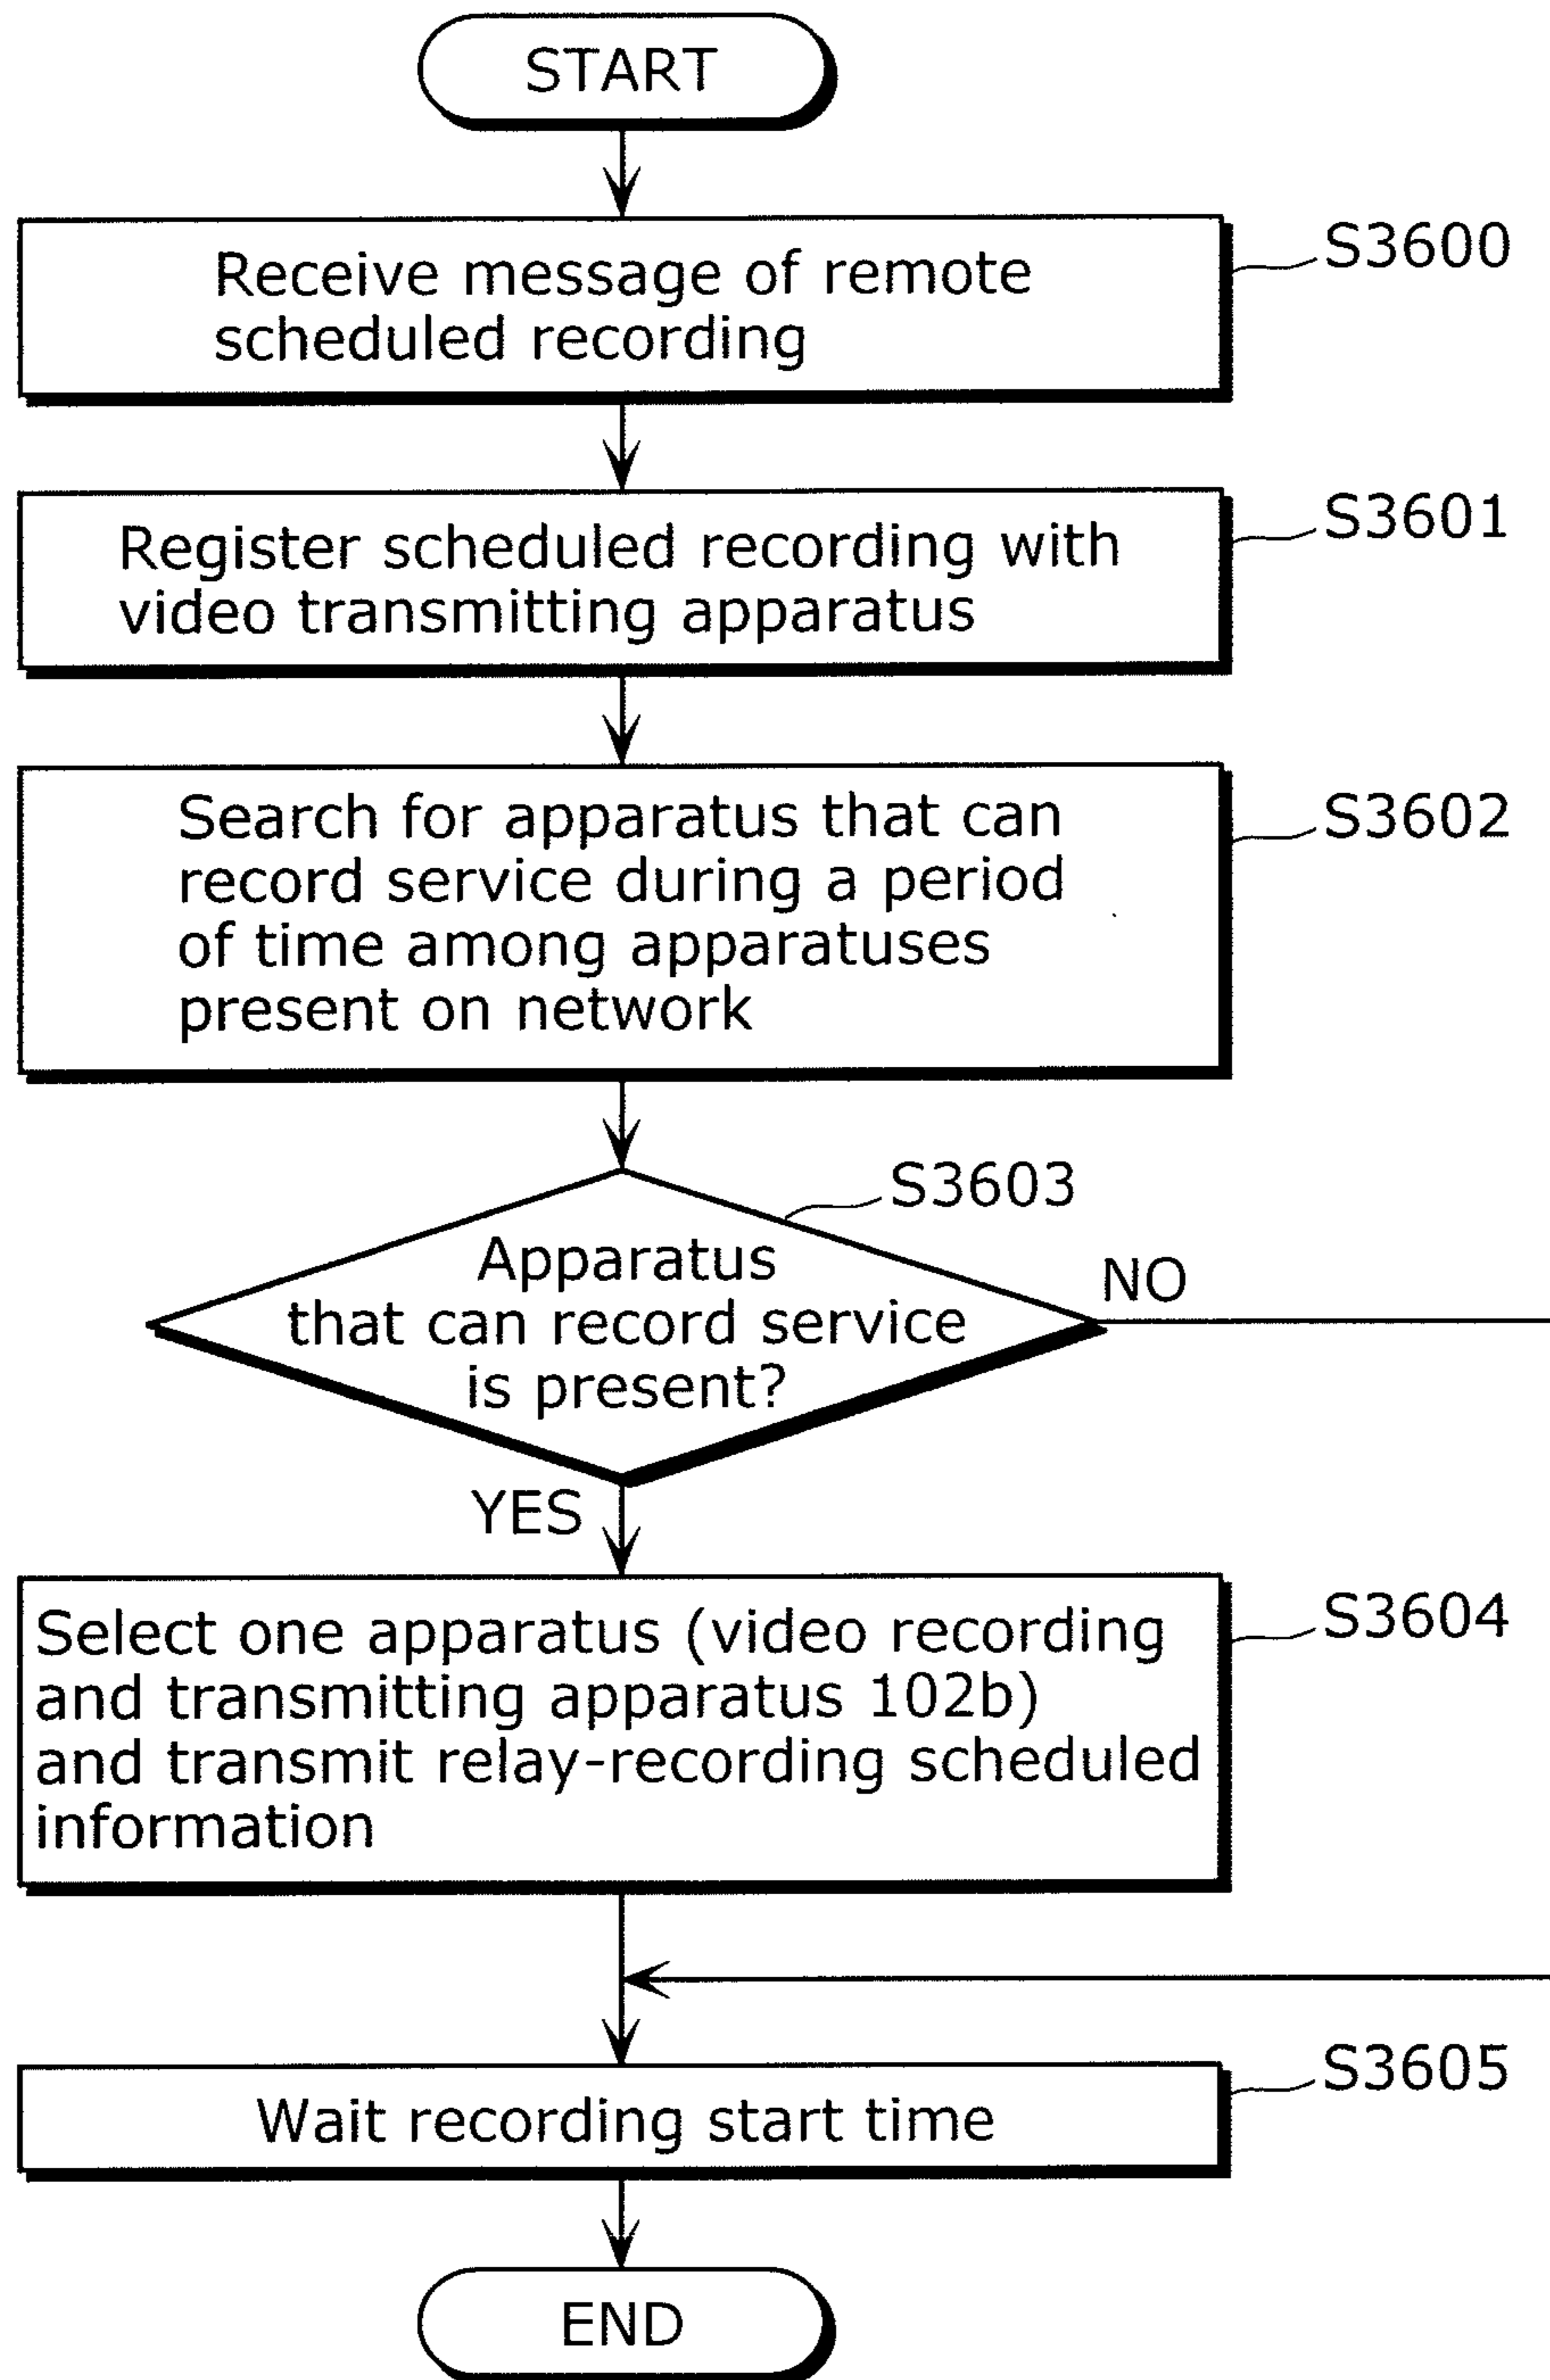 START
Receive message of remote
scheduled recording
S3600
Register scheduled recording with
video transmitting apparatus
S3601
Search for apparatus that can
record service during a period
of time among apparatuses
present on network
S3602
S3603
Apparatus
that can record service
is present?
NO
YES
Select one apparatus (video recording
and transmitting apparatus 102b)
and transmit relay-recording scheduled
information
S3604
Wait recording start time
S3605
END